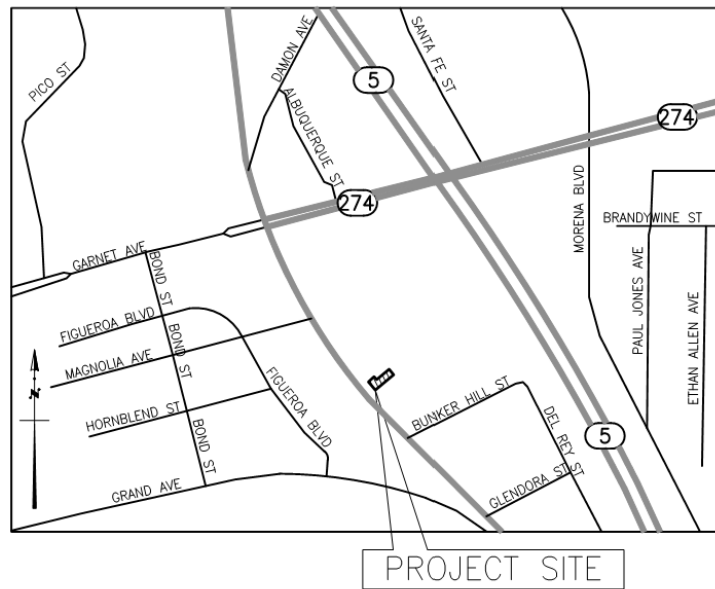 PICO ST
DAMON AVE
ALBUQUERQUE ST
5
SANTA FE ST
274
274
MORENA BLVD
BRANDYWINE ST
PAUL JONES AVE
ETHAN ALLEN AVE
GARNET AVE
BOND ST
FIGUEROA BLVD
BOND ST
MAGNOLIA AVE
FIGUEROA BLVD
HORNBLEND ST
BOND ST
GRAND AVE
BUNKER HILL ST
DEL REY ST
5
GLENDORA ST
PROJECT SITE